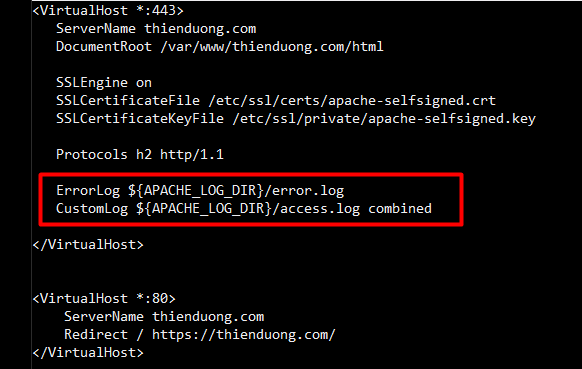 <VirtualHost *:443>
ServerName thienduong.com
DocumentRoot /var/www/thienduong.com/html
SSLEngine on
SSLCertificateFile /etc/ssl/certs/apache-selfsigned.crt
SSLCertificateKeyFile /etc/ssl/private/apache-selfsigned.key
Protocols h2 http/1.1
ErrorLog ${APACHE_LOG_DIR}/error.log
CustomLog ${APACHE_LOG_DIR}/access.log combined
</VirtualHost>
<VirtualHost *:80>
ServerName thienduong.com
Redirect / https://thienduong.com/
</VirtualHost>